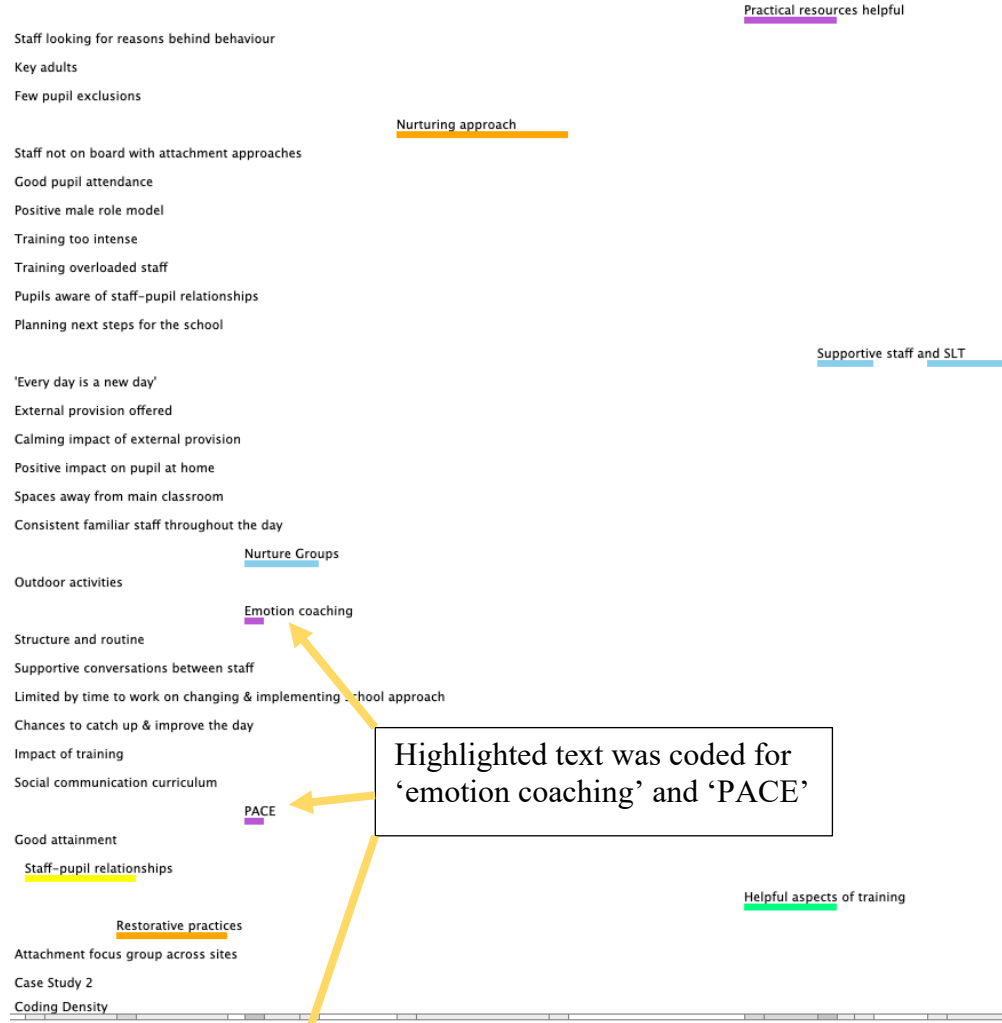 Practical resources helpful
Staff looking for reasons behind behaviour
Key adults
Few pupil exclusions
Nurturing approach
Staff not on board with attachment approaches
Good pupil attendance
Positive male role model
Training too intense
Training overloaded staff
Pupils aware of staff-pupil relationships
Planning next steps for the school
Supportive staff and SLT
'Every day is a new day'
External provision offered
Calming impact of external provision
Positive impact on pupil at home
Spaces away from main classroom
Consistent familiar staff throughout the day
Nurture Groups
Outdoor activities
Emotion coaching
Structure and routine
Supportive conversations between staff
Limited by time to work on changing & implementing school approach
Chances to catch up & improve the day
Impact of training
Social communication curriculum
Highlighted text was coded for
‘emotion coaching’ and ‘PACE’
PACE
Good attainment
Staff-pupil relationships
Helpful aspects of training
Restorative practices
Attachment focus group across sites
Case Study 2
Coding Density